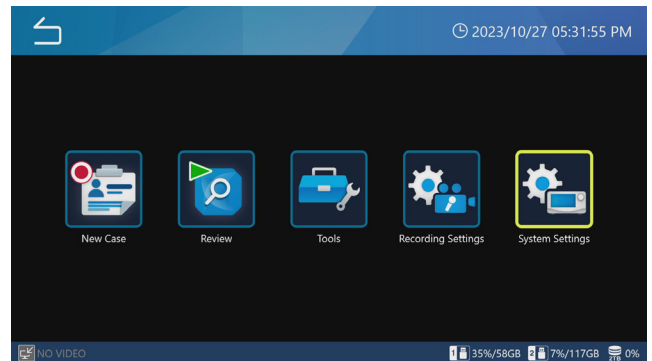 2023/10/27 05:31:55 PM
New Case
Review
Tools
Recording Settings
System Settings
NO VIDEO
1 35%/58GB 2 7%/117GB 2TB 0%